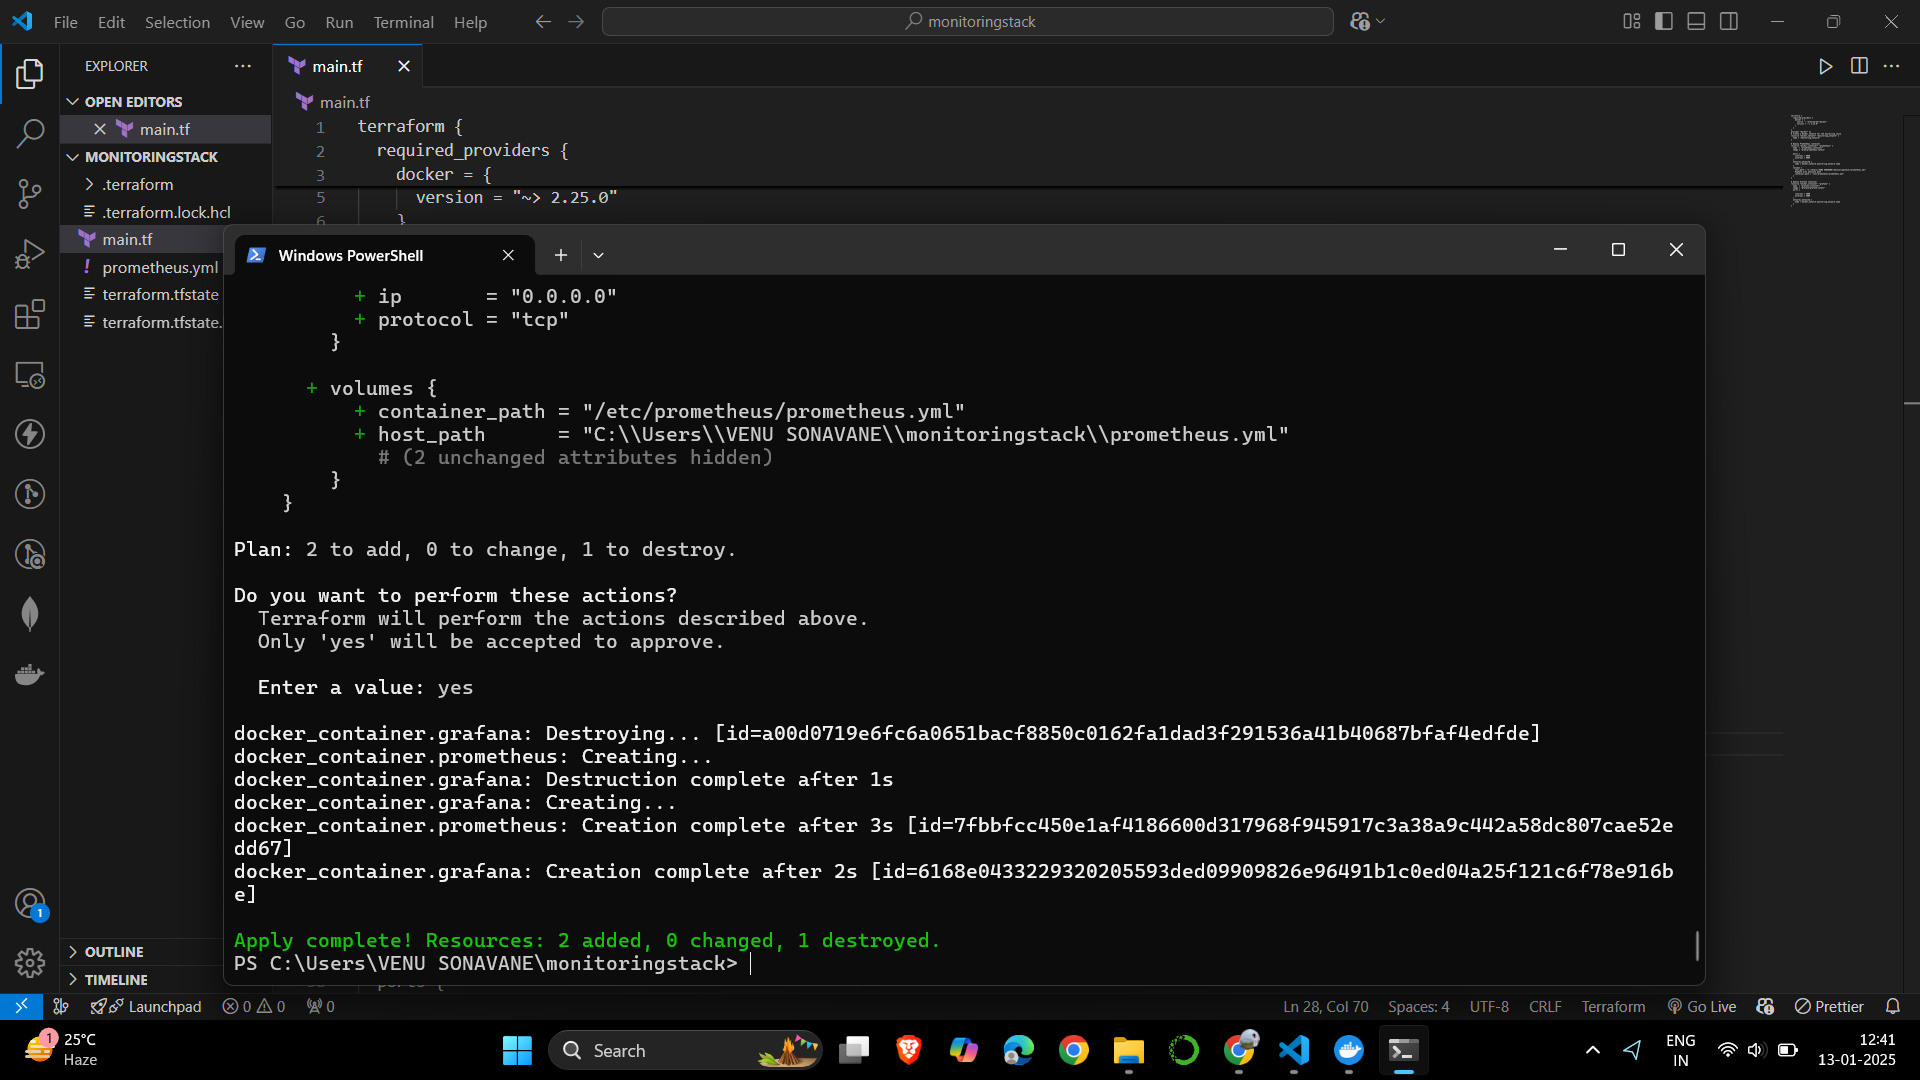 File Edit Selection View Go Run Terminal Help
monitoringstack
EXPLORER
main.tf
OPEN EDITORS
main.tf
main.tf
1 terraform {
MONITORINGSTACK
2 required_providers {
.terraform
3 docker = {
.terraform.lock.hcl
5 version = "~> 2.25.0"
6 }
main.tf
prometheus.yml
terraform.tfstate
terraform.tfstate.
Windows PowerShell
+ ip = "0.0.0.0"
+ protocol = "tcp"
}
+ volumes {
+ container_path = "/etc/prometheus/prometheus.yml"
+ host_path = "C:\\Users\\VENU SONAVANE\\monitoringstack\\prometheus.yml"
# (2 unchanged attributes hidden)
}
}
Plan: 2 to add, 0 to change, 1 to destroy.
Do you want to perform these actions?
Terraform will perform the actions described above.
Only 'yes' will be accepted to approve.
Enter a value: yes
docker_container.grafana: Destroying... [id=a00d0719e6fc6a0651bacf8850c0162fa1dad3f291536a41b40687bfaf4edfde]
docker_container.prometheus: Creating...
docker_container.grafana: Destruction complete after 1s
docker_container.grafana: Creating...
docker_container.prometheus: Creation complete after 3s [id=7fbbfcc450e1af4186600d317968f945917c3a38a9c442a58dc807cae52e
dd67]
docker_container.grafana: Creation complete after 2s [id=6168e0433229320205593ded09909826e96491b1c0ed04a25f121c6f78e916b
e]
Apply complete! Resources: 2 added, 0 changed, 1 destroyed.
PS C:\Users\VENU SONAVANE\monitoringstack>
1
OUTLINE
TIMELINE
Launchpad 0 0 0
Ln 28, Col 70 Spaces: 4 UTF-8 CRLF Terraform Go Live Prettier
1
25°C
Haze
Search
ENG
IN
12:41
13-01-2025